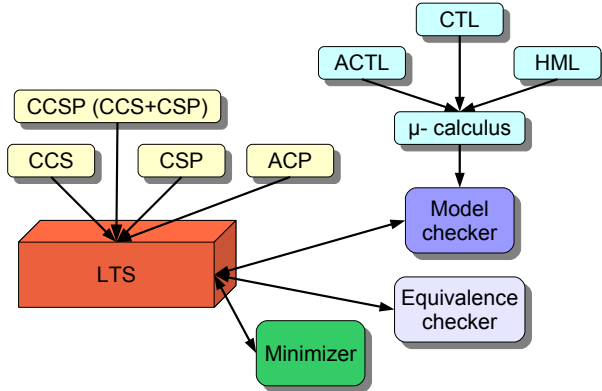 CTL
ACTL
HML
CCSP (CCS+CSP)
μ- calculus
CCS
CSP
ACP
Model
checker
LTS
Equivalence
checker
Minimizer